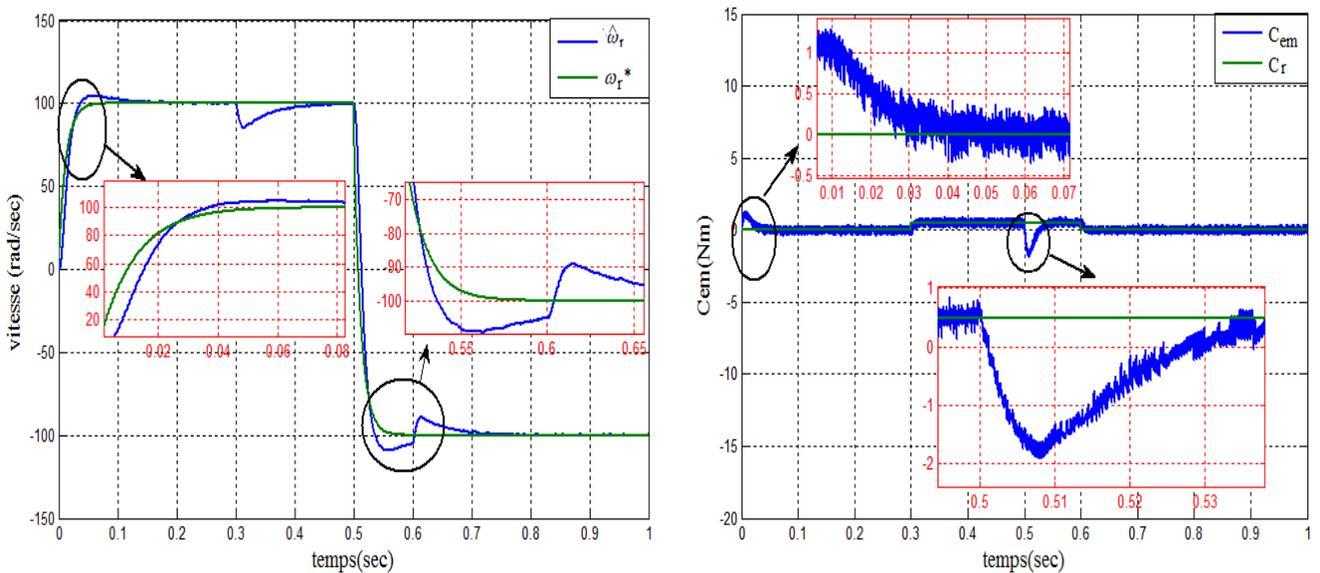 150
100
50
0
-50
-100
-150
vitesse (rad/sec)
0 0.1 0.2 0.3 0.4 0.5 0.6 0.7 0.8 0.9 1
temps(sec)
ω̂r
ωr*
100
80
60
40
20
0.02 0.04 0.06 0.08
-70
-80
-90
-100
0.55 0.6 0.65
15
10
5
0
-5
-10
-15
-20
Cem(Nm)
0 0.1 0.2 0.3 0.4 0.5 0.6 0.7 0.8 0.9 1
temps(sec)
Cem
Cr
1
0.5
0
-0.5
0.01 0.02 0.03 0.04 0.05 0.06 0.07
1
0
-1
-2
0.5 0.51 0.52 0.53